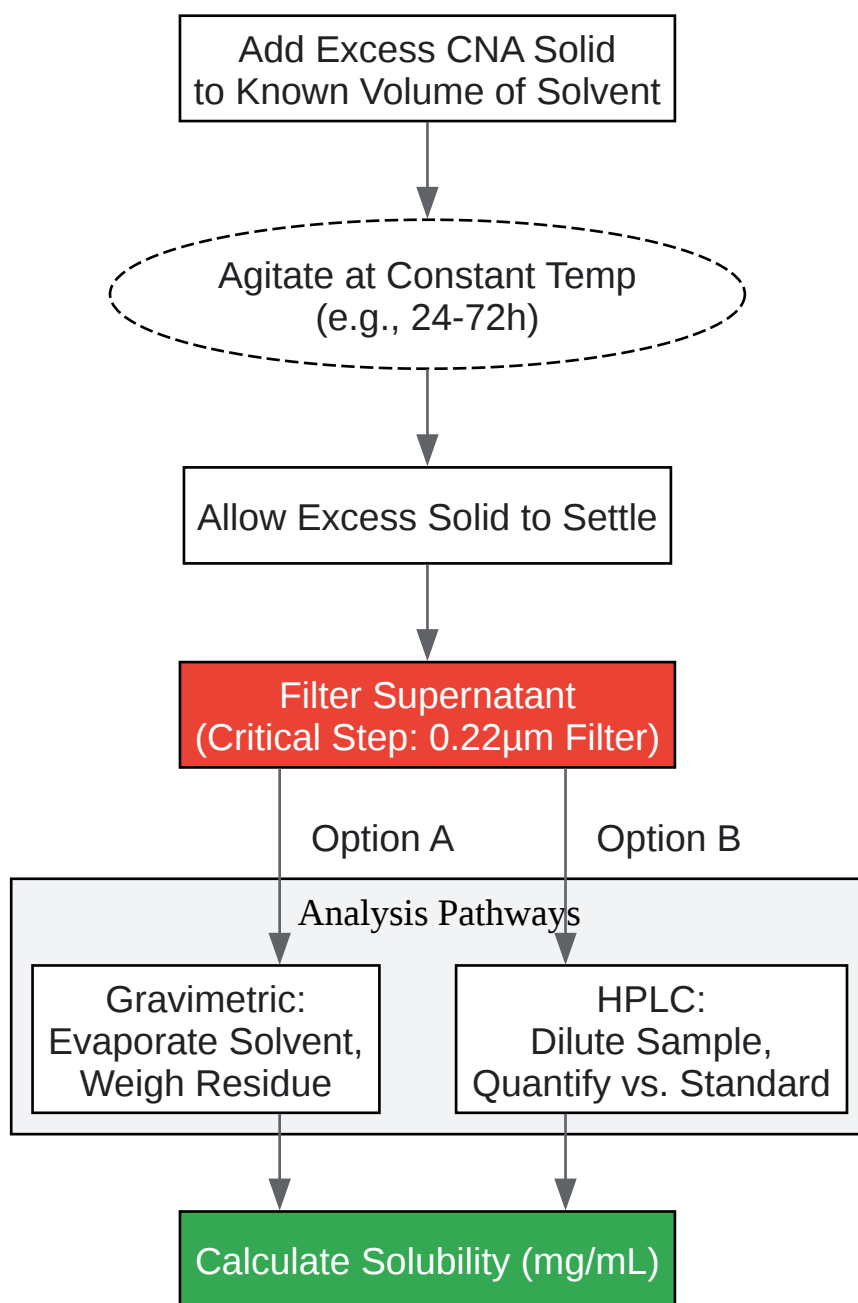 Add Excess CNA Solid
to Known Volume of Solvent
Agitate at Constant Temp
(e.g., 24-72h)
Allow Excess Solid to Settle
Filter Supernatant
(Critical Step: 0.22µm Filter)
Option A
Option B
Analysis Pathways
Gravimetric:
Evaporate Solvent,
Weigh Residue
HPLC:
Dilute Sample,
Quantify vs. Standard
Calculate Solubility (mg/mL)